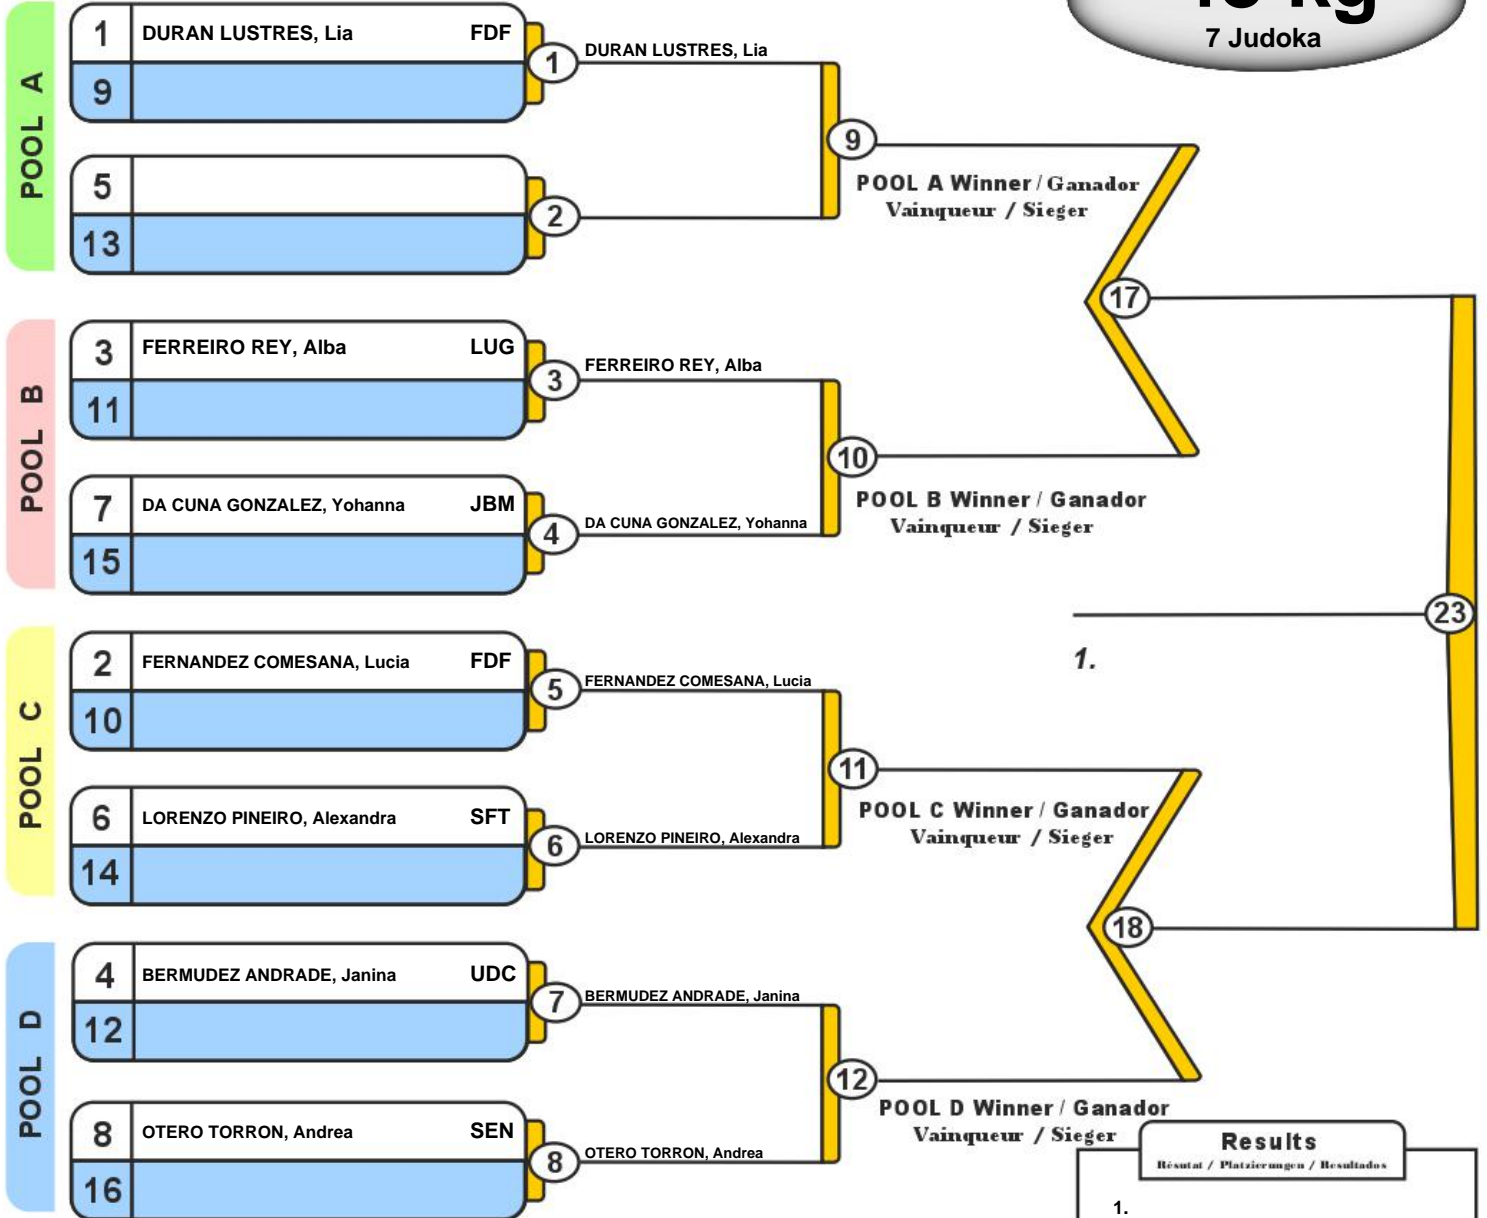 kg
7 Judoka
POOL A
1 DURAN LUSTRES, Lia FDF
9
1
DURAN LUSTRES, Lia
5
13
2
9
POOL A Winner / Ganador
Vainqueur / Sieger
POOL B
3 FERREIRO REY, Alba LUG
11
3
FERREIRO REY, Alba
7 DA CUNA GONZALEZ, Yohanna JBM
15
4
DA CUNA GONZALEZ, Yohanna
10
POOL B Winner / Ganador
Vainqueur / Sieger
17
POOL C
2 FERNANDEZ COMESANA, Lucia FDF
10
5
FERNANDEZ COMESANA, Lucia
6 LORENZO PINEIRO, Alexandra SFT
14
6
LORENZO PINEIRO, Alexandra
11
POOL C Winner / Ganador
Vainqueur / Sieger
POOL D
4 BERMUDEZ ANDRADE, Janina UDC
12
7
BERMUDEZ ANDRADE, Janina
8 OTERO TORRON, Andrea SEN
16
8
OTERO TORRON, Andrea
12
POOL D Winner / Ganador
Vainqueur / Sieger
18
23
1.
Results
Résutat / Platzierungen / Resultados
1.